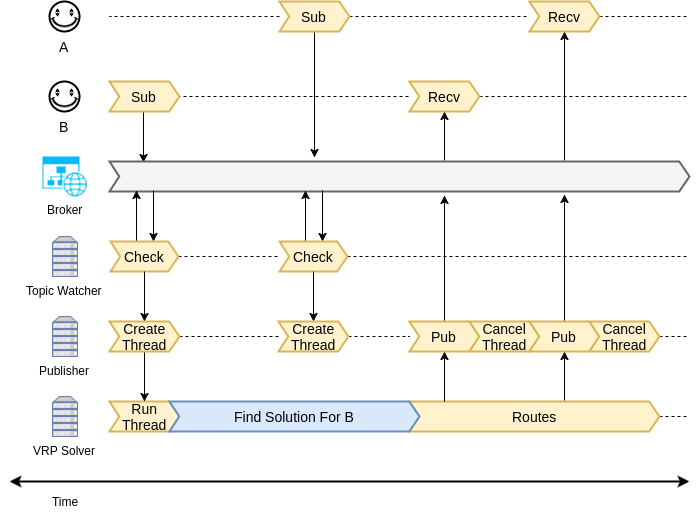 Sub
Recv
A
Sub
Recv
B
Broker
Check
Check
Topic Watcher
Create
Thread
Create
Thread
Pub
Cancel
Thread
Pub
Cancel
Thread
Publisher
Run
Thread
Find Solution For B
Routes
VRP Solver
Time